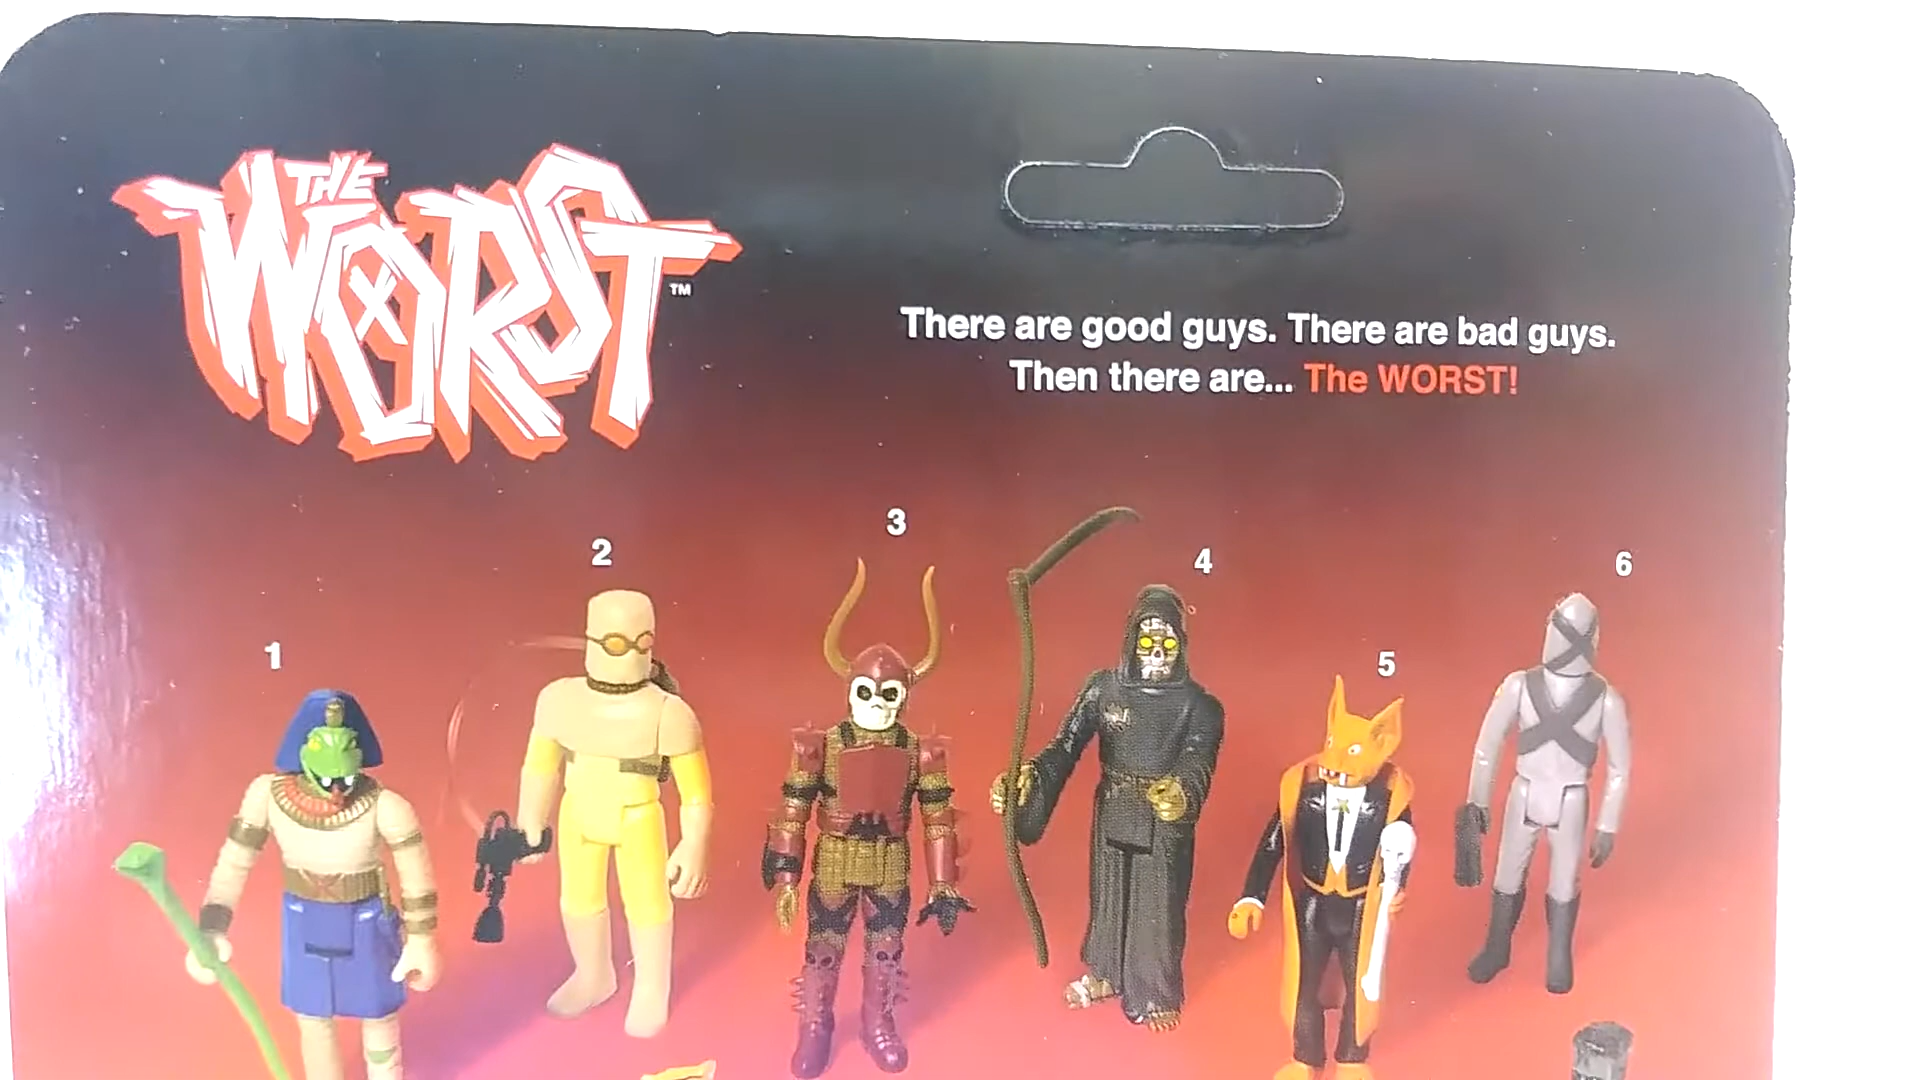 THE
WORST
TM
There are good guys. There are bad guys.
Then there are... The WORST!
1
2
3
4
5
6